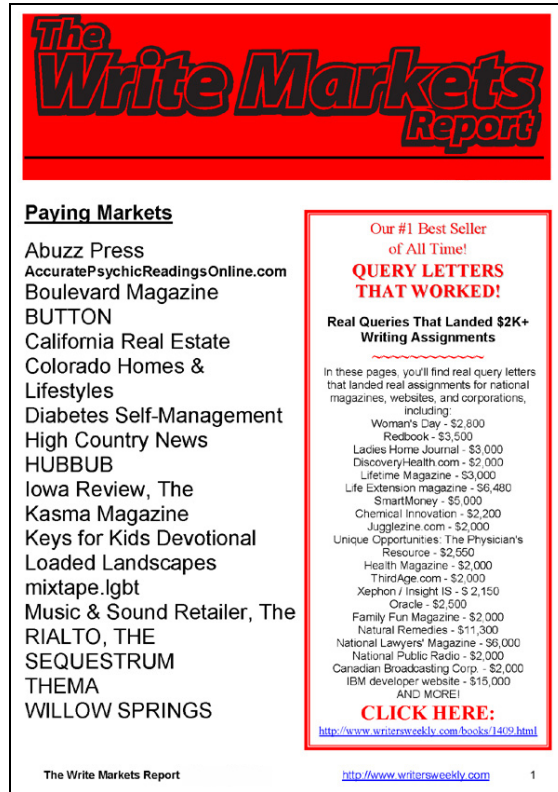 The
Write Markets
Report
Paying Markets
Abuzz Press
AccuratePsychicReadingsOnline.com
Boulevard Magazine
BUTTON
California Real Estate
Colorado Homes &
Lifestyles
Diabetes Self-Management
High Country News
HUBBUB
Iowa Review, The
Kasma Magazine
Keys for Kids Devotional
Loaded Landscapes
mixtape.lgbt
Music & Sound Retailer, The
RIALTO, THE
SEQUESTRUM
THEMA
WILLOW SPRINGS
Our #1 Best Seller
of All Time!
QUERY LETTERS
THAT WORKED!
Real Queries That Landed $2K+
Writing Assignments
~~~~~~~~~~~~
In these pages, you'll find real query letters
that landed real assignments for national
magazines, websites, and corporations,
including:
Woman's Day - $2,800
Redbook - $3,500
Ladies Home Journal - $3,000
DiscoveryHealth.com - $2,000
Lifetime Magazine - $3,000
Life Extension magazine - $6,480
SmartMoney - $5,000
Chemical Innovation - $2,200
Jugglezine.com - $2,000
Unique Opportunities: The Physician's
Resource - $2,550
Health Magazine - $2,000
ThirdAge.com - $2,000
Xephon / Insight IS - $ 2,150
Oracle - $2,500
Family Fun Magazine - $2,000
Natural Remedies - $11,300
National Lawyers' Magazine - $6,000
National Public Radio - $2,000
Canadian Broadcasting Corp. - $2,000
IBM developer website - $15,000
AND MORE!
CLICK HERE:
http://www.writersweekly.com/books/1409.html
The Write Markets Report http://www.writersweekly.com 1